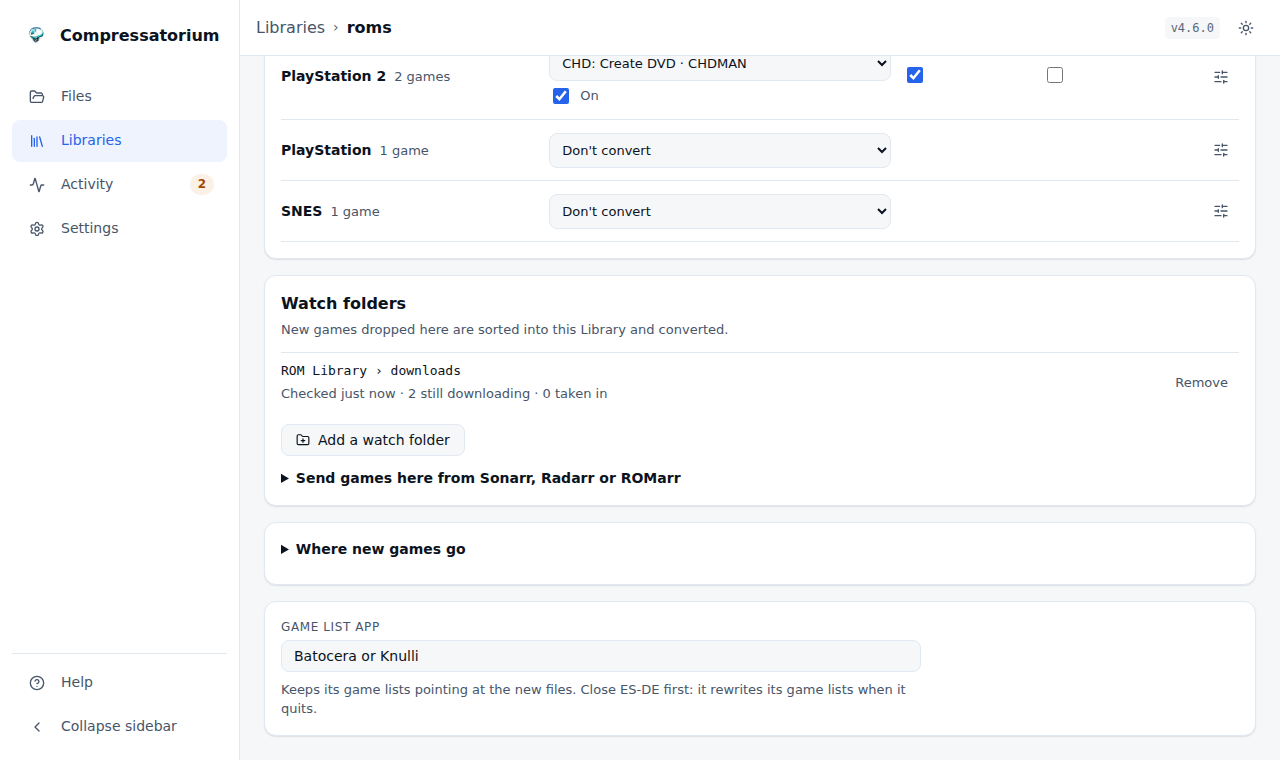 Compressatorium
Libraries › roms
v4.6.0
Files
Libraries
Activity
2
Settings
Help
Collapse sidebar
PlayStation 2 2 games
CHD: Create DVD · CHDMAN
On
PlayStation 1 game
Don't convert
SNES 1 game
Don't convert
Watch folders
New games dropped here are sorted into this Library and converted.
ROM Library › downloads
Checked just now · 2 still downloading · 0 taken in
Remove
Add a watch folder
Send games here from Sonarr, Radarr or ROMarr
Where new games go
GAME LIST APP
Batocera or Knulli
Keeps its game lists pointing at the new files. Close ES-DE first: it rewrites its game lists when it
quits.